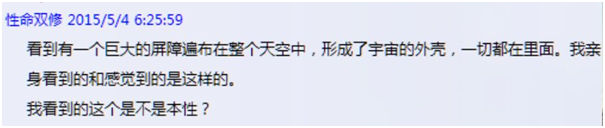 性命双修 2015/5/4 6:25:59
看到有一个巨大的屏障遍布在整个天空中，形成了宇宙的外壳，一切都在里面。我亲
身看到的和感觉到的是这样的。
我看到的这个是不是本性？